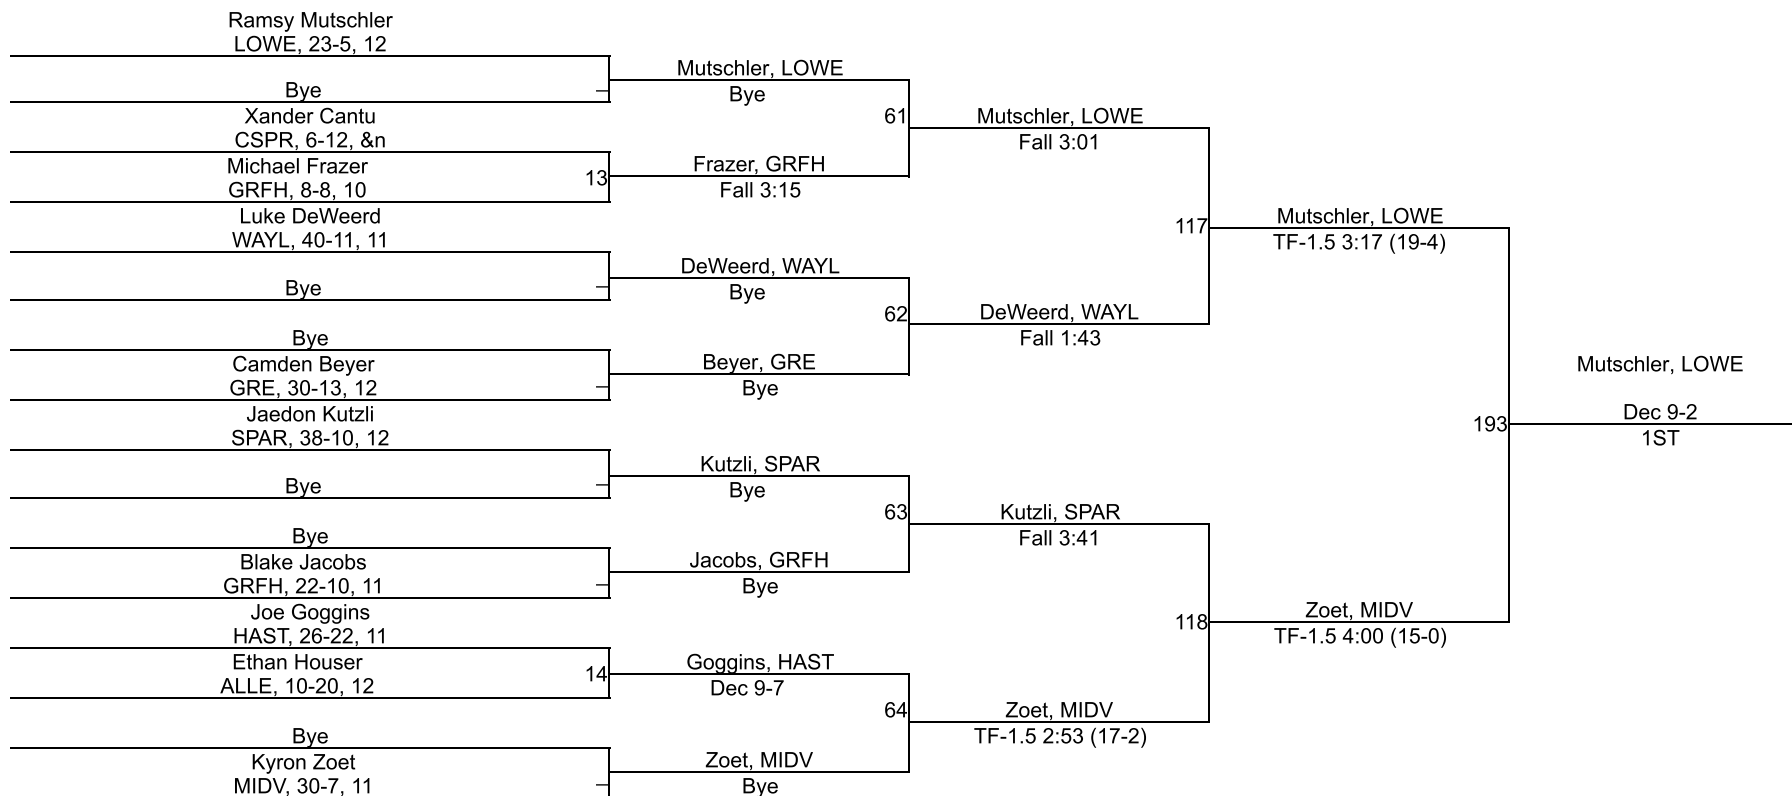 Ramsy Mutschler
LOWE, 23-5, 12
Bye
Xander Cantu
CSPR, 6-12, &n
Michael Frazer
GRFH, 8-8, 10
13
Luke DeWeerd
WAYL, 40-11, 11
Bye
Bye
Camden Beyer
GRE, 30-13, 12
Jaedon Kutzli
SPAR, 38-10, 12
Bye
Bye
Blake Jacobs
GRFH, 22-10, 11
Joe Goggins
HAST, 26-22, 11
Ethan Houser
ALLE, 10-20, 12
14
Bye
Kyron Zoet
MIDV, 30-7, 11
Mutschler, LOWE
Bye
61
Frazer, GRFH
Fall 3:15
DeWeerd, WAYL
Bye
62
Beyer, GRE
Bye
Kutzli, SPAR
Bye
63
Jacobs, GRFH
Bye
Goggins, HAST
Dec 9-7
64
Zoet, MIDV
Bye
Mutschler, LOWE
Fall 3:01
117
DeWeerd, WAYL
Fall 1:43
Kutzli, SPAR
Fall 3:41
118
Zoet, MIDV
TF-1.5 2:53 (17-2)
Mutschler, LOWE
TF-1.5 3:17 (19-4)
193
Zoet, MIDV
TF-1.5 4:00 (15-0)
Mutschler, LOWE
Dec 9-2
1ST